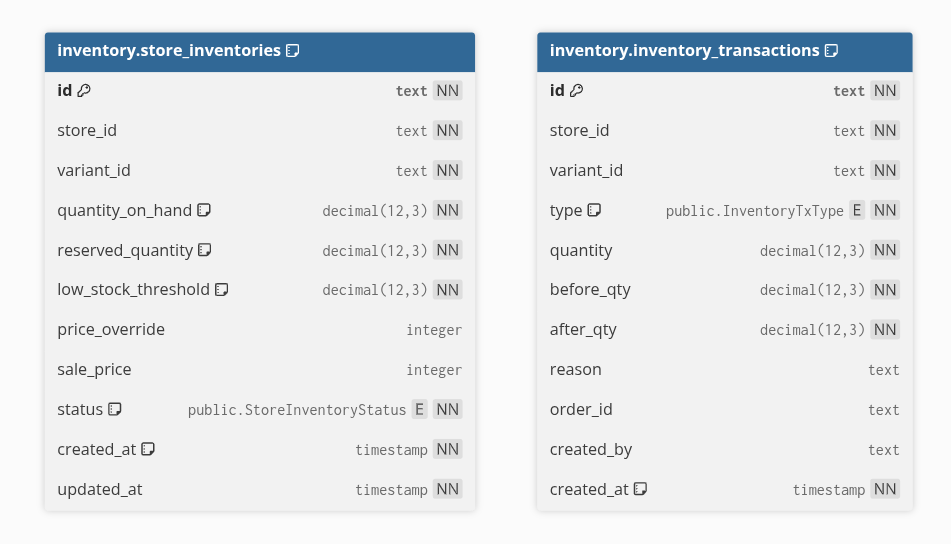 inventory.store_inventories
id text NN
store_id text NN
variant_id text NN
quantity_on_hand decimal(12,3) NN
reserved_quantity decimal(12,3) NN
low_stock_threshold decimal(12,3) NN
price_override integer
sale_price integer
status public.StoreInventoryStatus E NN
created_at timestamp NN
updated_at timestamp NN
inventory.inventory_transactions
id text NN
store_id text NN
variant_id text NN
type public.InventoryTxType E NN
quantity decimal(12,3) NN
before_qty decimal(12,3) NN
after_qty decimal(12,3) NN
reason text
order_id text
created_by text
created_at timestamp NN